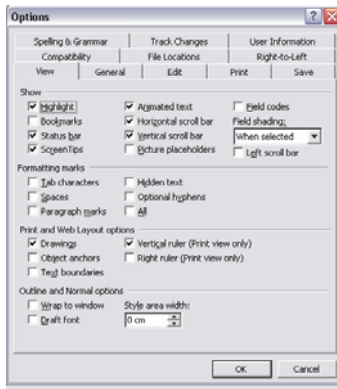 Options
Spelling & Grammar Track Changes User Information
Compatibility File Locations Right-to-Left
View General Edit Print Save
Show
Highlight Animated text Field codes
Bookmarks Horizontal scroll bar Field shading:
Status bar Vertical scroll bar When selected
ScreenTips Picture placeholders Left scroll bar
Formatting marks
Tab characters Hidden text
Spaces Optional hyphens
Paragraph marks All
Print and Web Layout options
Drawings Vertical ruler (Print view only)
Object anchors Right ruler (Print view only)
Text boundaries
Outline and Normal options
Wrap to window Style area width:
Draft font 0 cm
OK Cancel